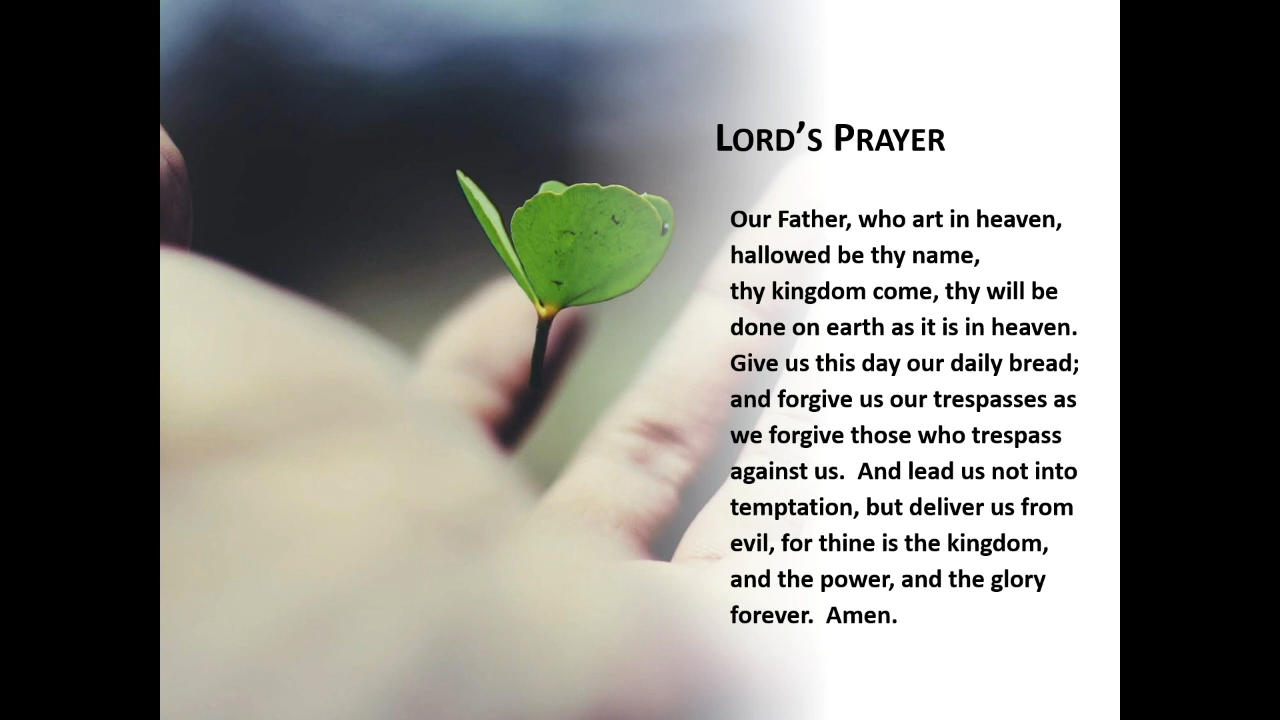 LORD'S PRAYER
Our Father, who art in heaven,
hallowed be thy name,
thy kingdom come, thy will be
done on earth as it is in heaven.
Give us this day our daily bread;
and forgive us our trespasses as
we forgive those who trespass
against us.  And lead us not into
temptation, but deliver us from
evil, for thine is the kingdom,
and the power, and the glory
forever.  Amen.